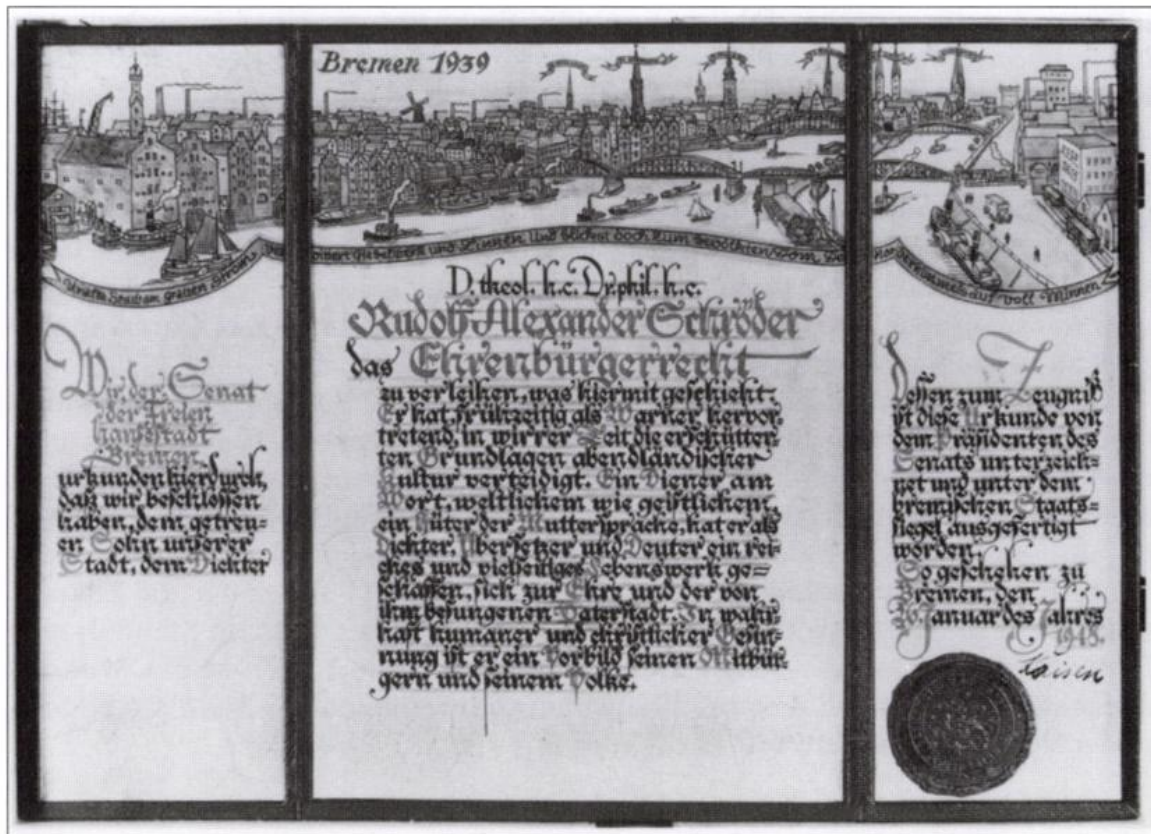 Bremen 1939
Wir, der Senat
der Freien
Hansestadt
Bremen,
urkunden hierdurch,
daß wir beschlossen
haben, dem getreu-
en Sohn unserer
Stadt, dem Dichter
D. theol. h.c. Dr. phil. h.c.
Rudolf Alexander Schröder
das Ehrenbürgerrecht
zu verleihen, was hiermit geschieht.
Er hat, frühzeitig als Warner hervor-
tretend, in wirrer Zeit die erschütter-
ten Grundlagen abendländischer
Kultur verteidigt. Ein Diener am
Wort, weltlichem wie geistlichem,
ein Hüter der Muttersprache, hat er als
Dichter, Übersetzer und Deuter ein rei-
ches und vielseitiges Lebenswerk ge=
schaffen, sich zur Ehre und der von
ihm besungenen Vaterstadt. In wahr-
haft humaner und christlicher Gesin-
nung ist er ein Vorbild seinen Mitbür-
gern und seinem Volke.
Dessen zum Zeugnis
ist diese Urkunde von
dem Präsidenten des
Senats unterzeich-
net und unter dem
bremischen Staats=
siegel ausgefertigt
worden.
So geschehen zu
Bremen, den
26. Januar des Jahres
1948.
Kaisen